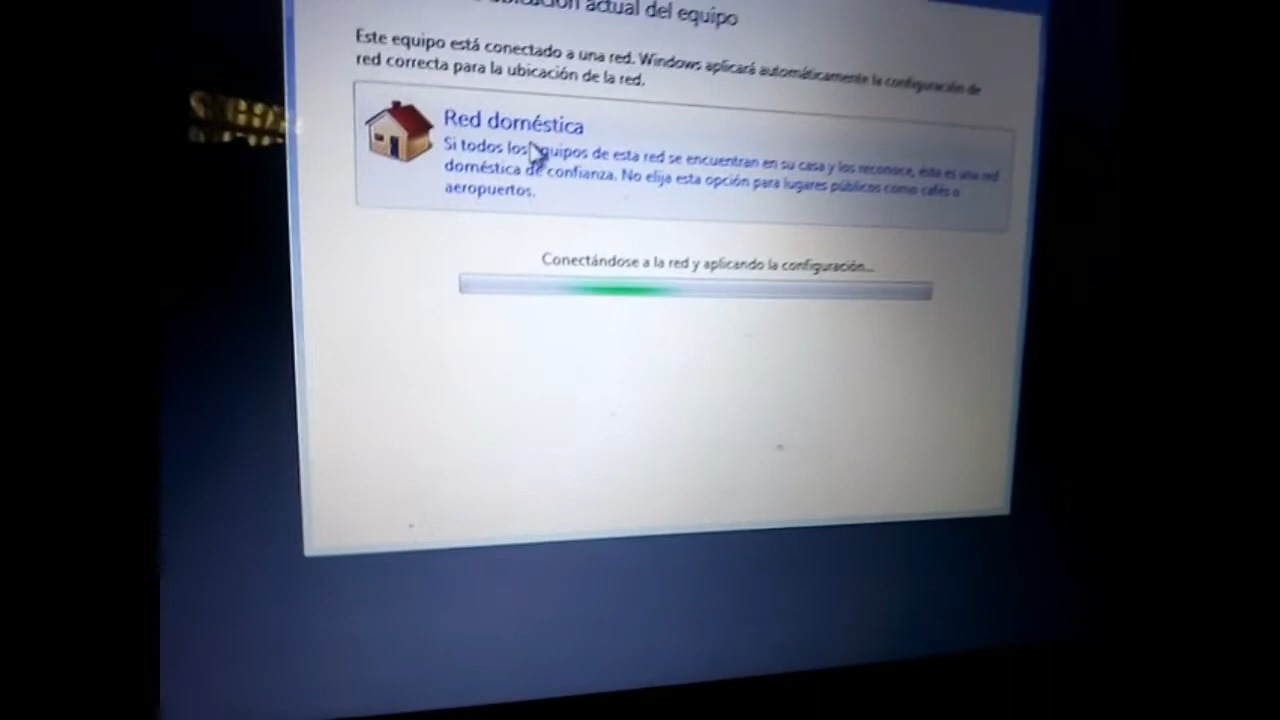 ubicación actual del equipo
Este equipo está conectado a una red. Windows aplicará automáticamente la configuración de
red correcta para la ubicación de la red.
Red doméstica
Si todos los equipos de esta red se encuentran en su casa y los reconoce, ésta es una red
doméstica de confianza. No elija esta opción para lugares públicos como cafés o
aeropuertos.
Conectándose a la red y aplicando la configuración...